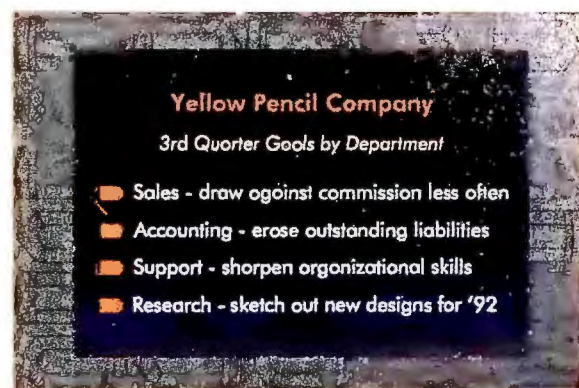 Yellow Pencil Company
3rd Quarter Goals by Department
Sales - draw against commission less often
Accounting - erase outstanding liabilities
Support - sharpen organizational skills
Research - sketch out new designs for '92